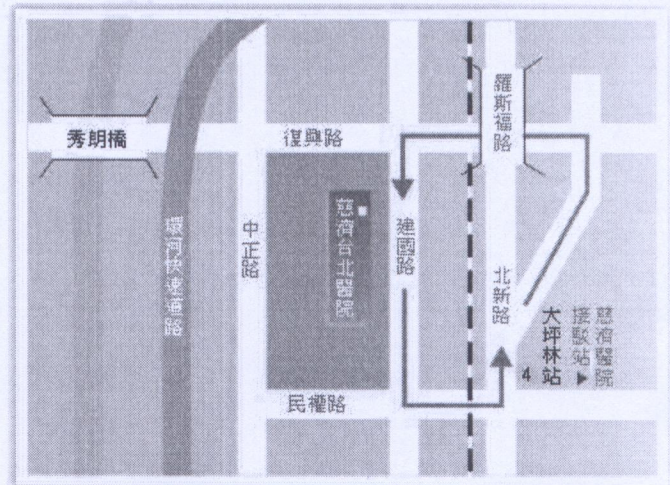 羅斯福路
秀朗橋
復興路
環河快速道路
中正路
慈濟台北醫院
建國路
北新路
大坪林站
4
慈濟醫院
接駁站▶
民權路